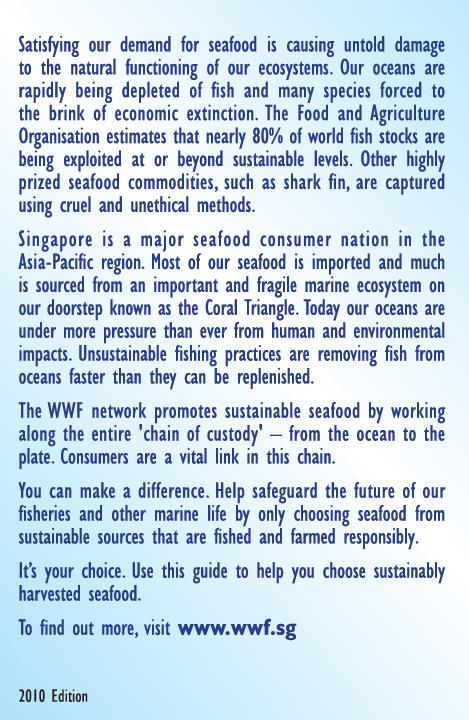 Satisfying our demand for seafood is causing untold damage
to the natural functioning of our ecosystems. Our oceans are
rapidly being depleted of fish and many species forced to
the brink of economic extinction. The Food and Agriculture
Organisation estimates that nearly 80% of world fish stocks are
being exploited at or beyond sustainable levels. Other highly
prized seafood commodities, such as shark fin, are captured
using cruel and unethical methods.
Singapore is a major seafood consumer nation in the
Asia-Pacific region. Most of our seafood is imported and much
is sourced from an important and fragile marine ecosystem on
our doorstep known as the Coral Triangle. Today our oceans are
under more pressure than ever from human and environmental
impacts. Unsustainable fishing practices are removing fish from
oceans faster than they can be replenished.
The WWF network promotes sustainable seafood by working
along the entire 'chain of custody' – from the ocean to the
plate. Consumers are a vital link in this chain.
You can make a difference. Help safeguard the future of our
fisheries and other marine life by only choosing seafood from
sustainable sources that are fished and farmed responsibly.
It's your choice. Use this guide to help you choose sustainably
harvested seafood.
To find out more, visit www.wwf.sg
2010 Edition